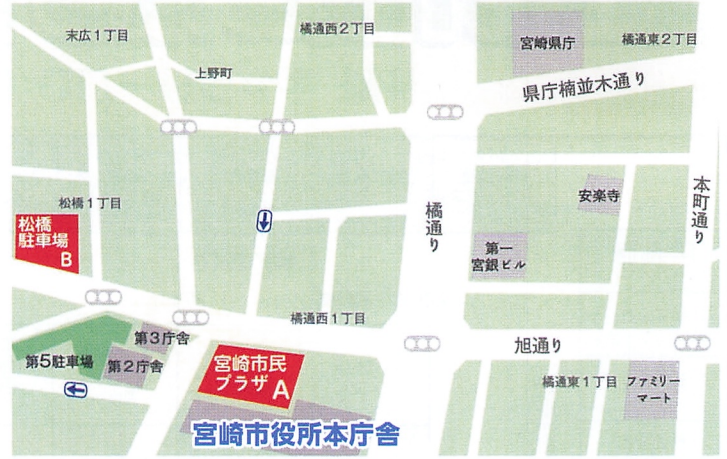 末広1丁目
橘通西2丁目
宮崎県庁
橘通東2丁目
上野町
県庁楠並木通り
松橋1丁目
安楽寺
本町通り
橘通り
松橋
駐車場
B
第一
宮銀ビル
橘通西1丁目
第3庁舎
旭通り
第5駐車場
第2庁舎
宮崎市民
プラザ A
橘通東1丁目
ファミリー
マート
宮崎市役所本庁舎